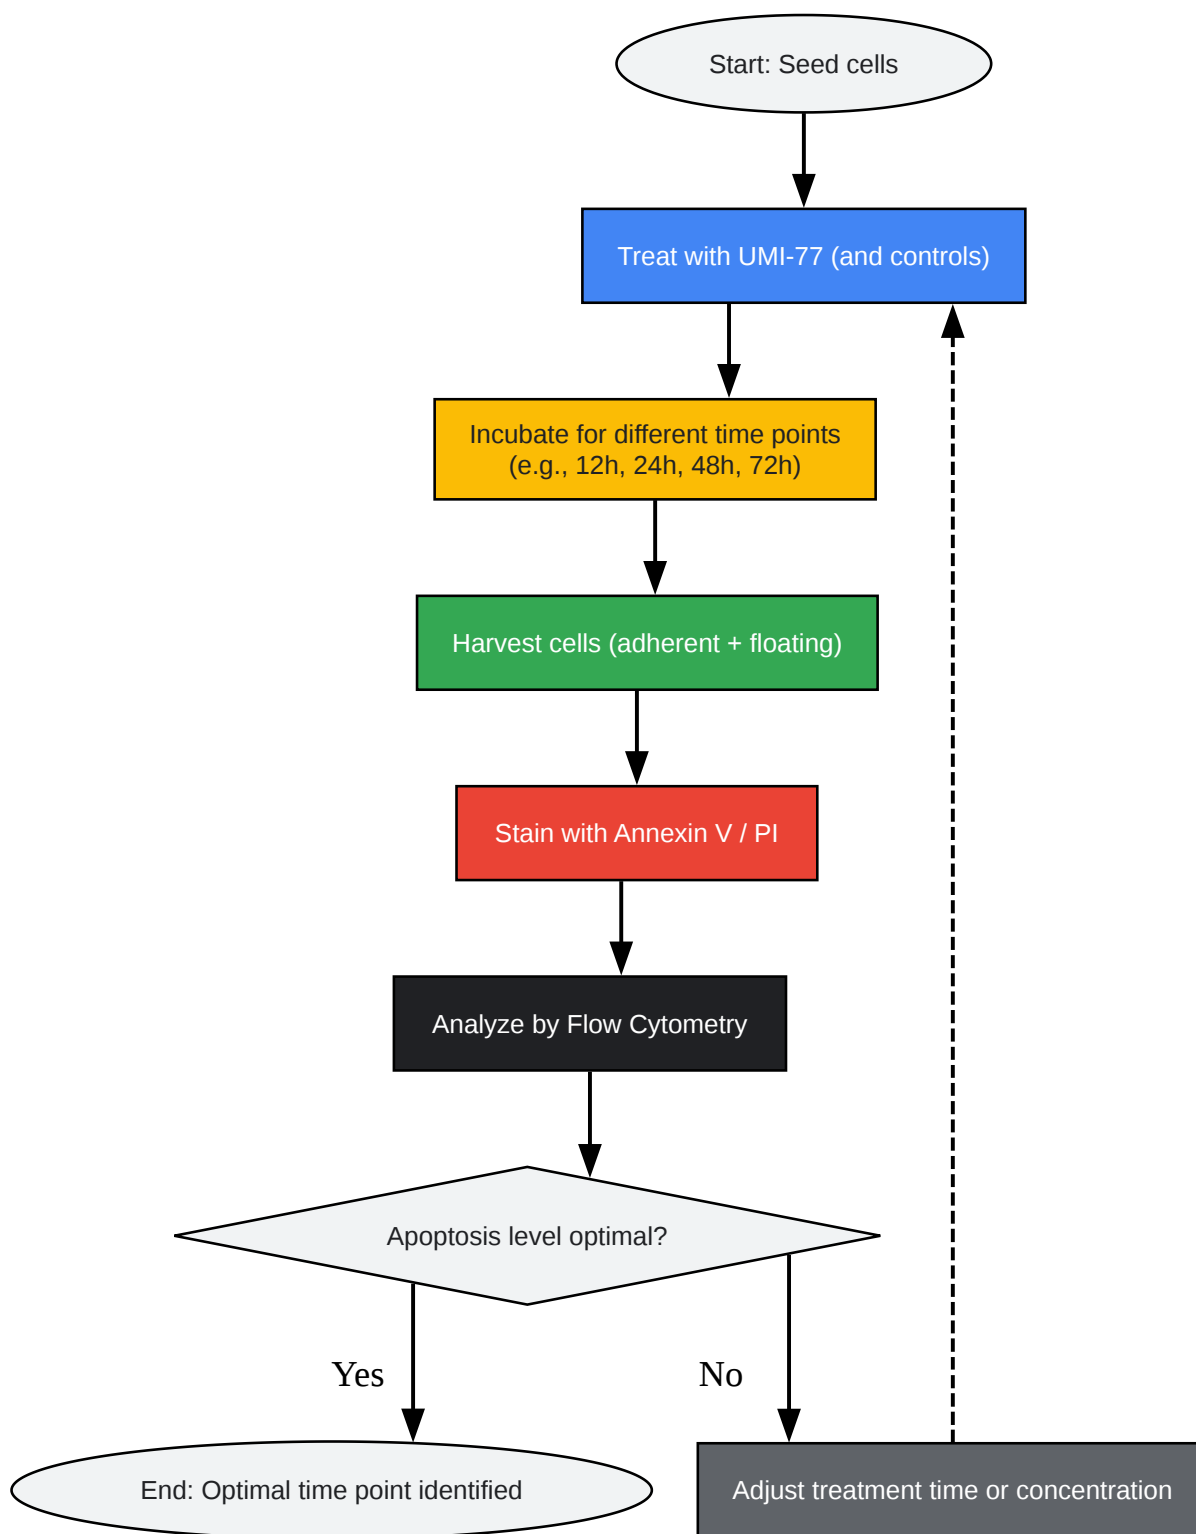 Start: Seed cells
Treat with UMI-77 (and controls)
Incubate for different time points
(e.g., 12h, 24h, 48h, 72h)
Harvest cells (adherent + floating)
Stain with Annexin V / PI
Analyze by Flow Cytometry
Apoptosis level optimal?
Yes
No
End: Optimal time point identified
Adjust treatment time or concentration